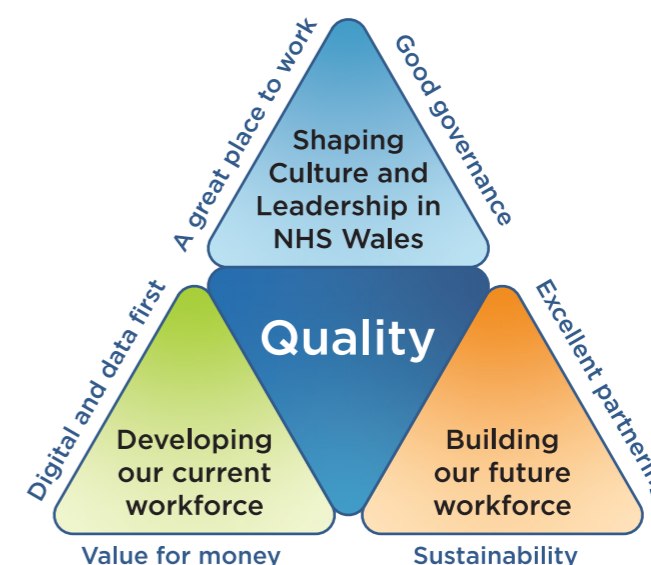 A great place to work
Good governance
Shaping
Culture and
Leadership in
NHS Wales
Digital and data first
Quality
Excellent partnerin
Developing
our current
workforce
Building
our future
workforce
Value for money
Sustainability